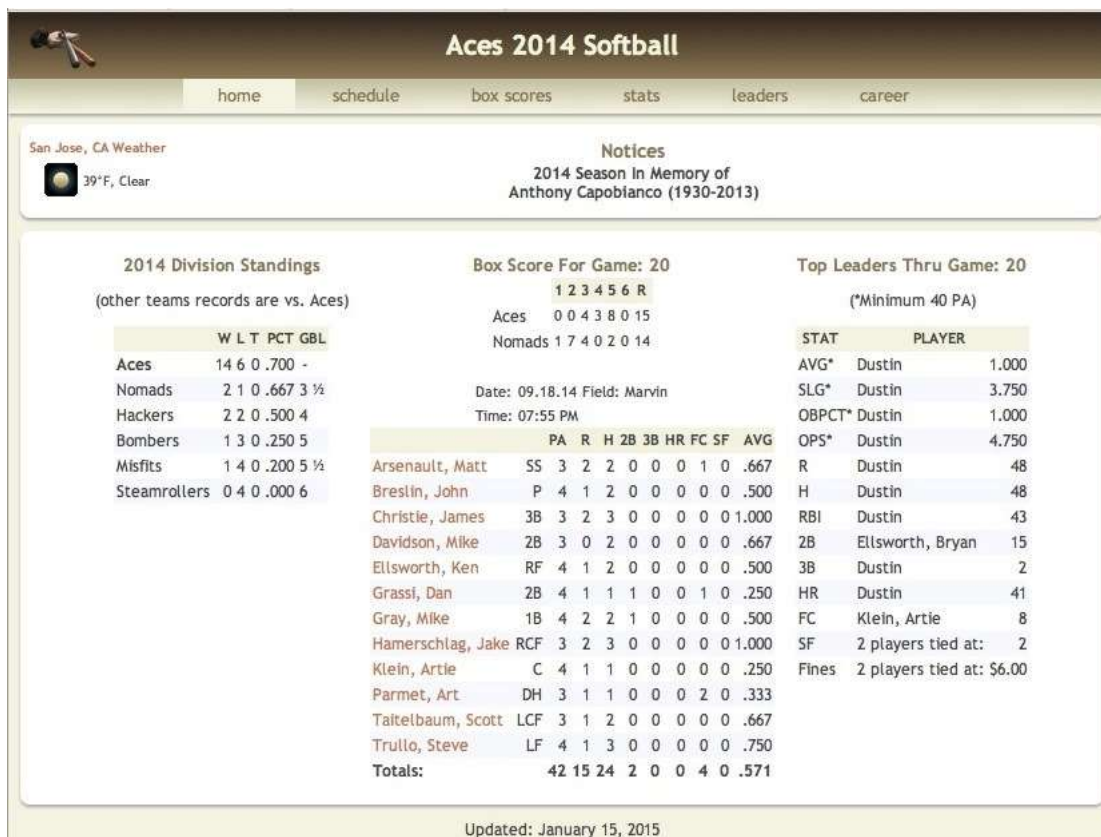 Aces 2014 Softball
home schedule box scores stats leaders career
San Jose, CA Weather
39°F, Clear
Notices
2014 Season In Memory of
Anthony Capobianco (1930-2013)
2014 Division Standings
(other teams records are vs. Aces)
W L T PCT GBL
Aces 14 6 0 .700 -
Nomads 2 1 0 .667 3 ½
Hackers 2 2 0 .500 4
Bombers 1 3 0 .250 5
Misfits 1 4 0 .200 5 ½
Steamrollers 0 4 0 .000 6
Box Score For Game: 20
1 2 3 4 5 6 R
Aces 0 0 4 3 8 0 15
Nomads 1 7 4 0 2 0 14
Date: 09.18.14 Field: Marvin
Time: 07:55 PM
PA R H 2B 3B HR FC SF AVG
Arsenault, Matt SS 3 2 2 0 0 0 1 0 .667
Breslin, John P 4 1 2 0 0 0 0 0 .500
Christie, James 3B 3 2 3 0 0 0 0 0 1.000
Davidson, Mike 2B 3 0 2 0 0 0 0 0 .667
Ellsworth, Ken RF 4 1 2 0 0 0 0 0 .500
Grassi, Dan 2B 4 1 1 1 0 0 1 0 .250
Gray, Mike 1B 4 2 2 1 0 0 0 0 .500
Hamerschlag, Jake RCF 3 2 3 0 0 0 0 0 1.000
Klein, Artie C 4 1 1 0 0 0 0 0 .250
Parmet, Art DH 3 1 1 0 0 0 2 0 .333
Taitelbaum, Scott LCF 3 1 2 0 0 0 0 0 .667
Trullo, Steve LF 4 1 3 0 0 0 0 0 .750
Totals: 42 15 24 2 0 0 4 0 .571
Top Leaders Thru Game: 20
(*Minimum 40 PA)
STAT PLAYER
AVG* Dustin 1.000
SLG* Dustin 3.750
OBPCT* Dustin 1.000
OPS* Dustin 4.750
R Dustin 48
H Dustin 48
RBI Dustin 43
2B Ellsworth, Bryan 15
3B Dustin 2
HR Dustin 41
FC Klein, Artie 8
SF 2 players tied at: 2
Fines 2 players tied at: $6.00
Updated: January 15, 2015